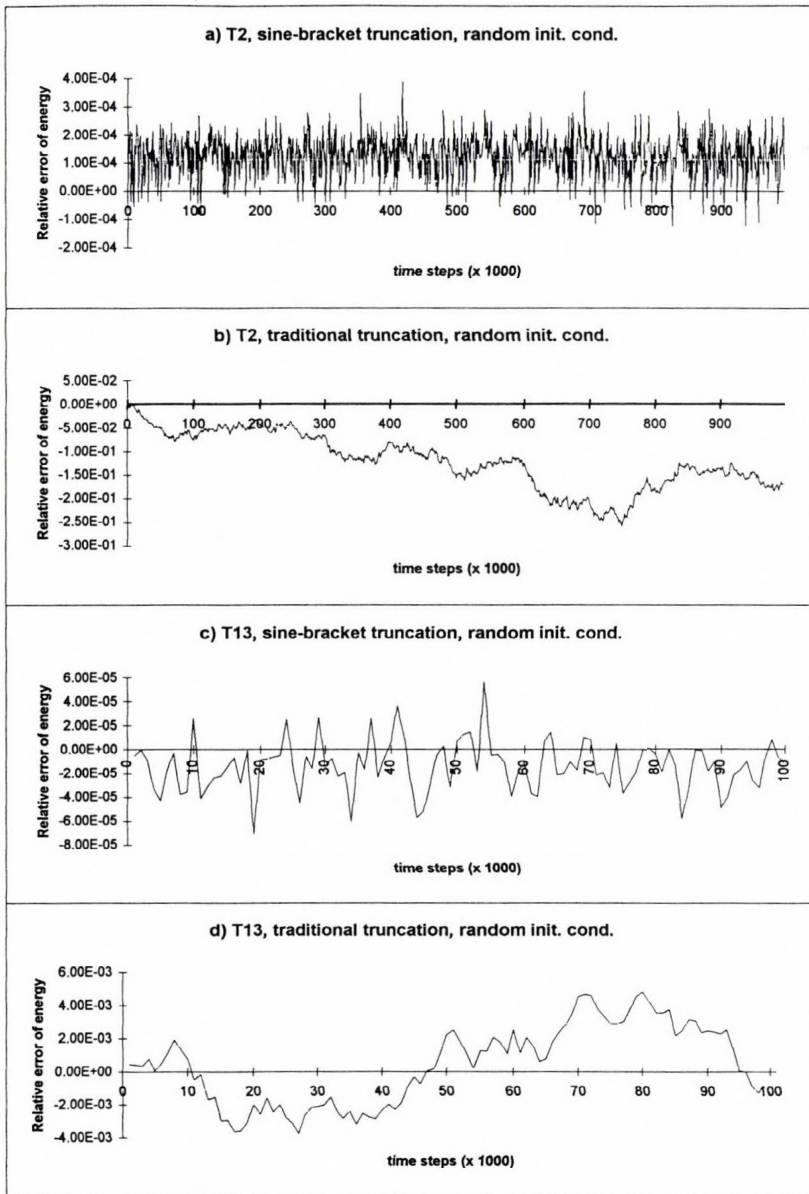 a) T2, sine-bracket truncation, random init. cond.
Relative error of energy
4.00E-04
3.00E-04
2.00E-04
1.00E-04
0.00E+00
-1.00E-04
-2.00E-04
0 100 200 300 400 500 600 700 800 900
time steps (x 1000)
b) T2, traditional truncation, random init. cond.
Relative error of energy
5.00E-02
0.00E+00
-5.00E-02
-1.00E-01
-1.50E-01
-2.00E-01
-2.50E-01
-3.00E-01
0 100 200 300 400 500 600 700 800 900
time steps (x 1000)
c) T13, sine-bracket truncation, random init. cond.
Relative error of energy
6.00E-05
4.00E-05
2.00E-05
0.00E+00
-2.00E-05
-4.00E-05
-6.00E-05
-8.00E-05
0 10 20 30 40 50 60 70 80 90 100
time steps (x 1000)
d) T13, traditional truncation, random init. cond.
Relative error of energy
6.00E-03
4.00E-03
2.00E-03
0.00E+00
-2.00E-03
-4.00E-03
0 10 20 30 40 50 60 70 80 90 100
time steps (x 1000)